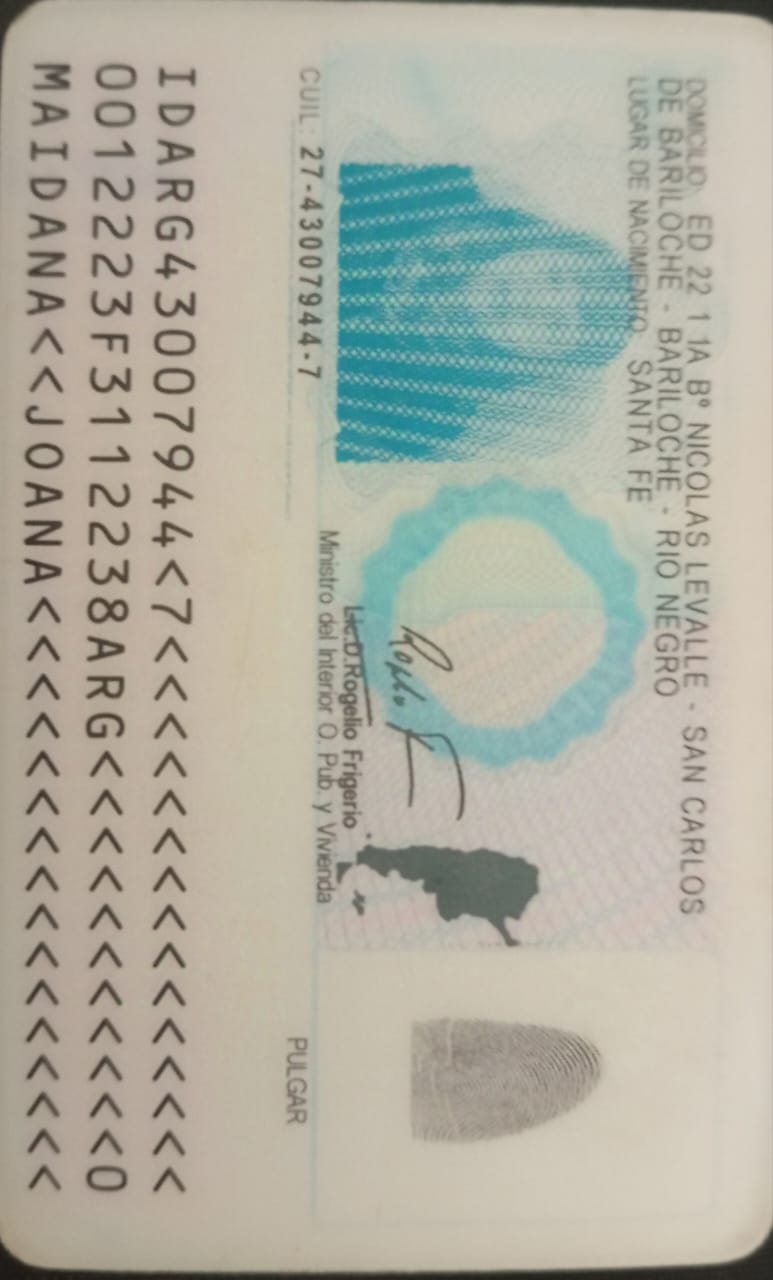 DOMICILIO: ED 22 1 1A Bº NICOLAS LEVALLE - SAN CARLOS
DE BARILOCHE - BARILOCHE - RIO NEGRO
LUGAR DE NACIMIENTO: SANTA FE
Lic.D.Rogelio Frigerio
Ministro del Interior O. Pub. y Vivienda
CUIL: 27-43007944-7
PULGAR
IDARG43007944<7<<<<<<<<<<<<<<<
0012223F3112238ARG<<<<<<<<<<<0
MAIDANA<<JOANA<<<<<<<<<<<<<<<<